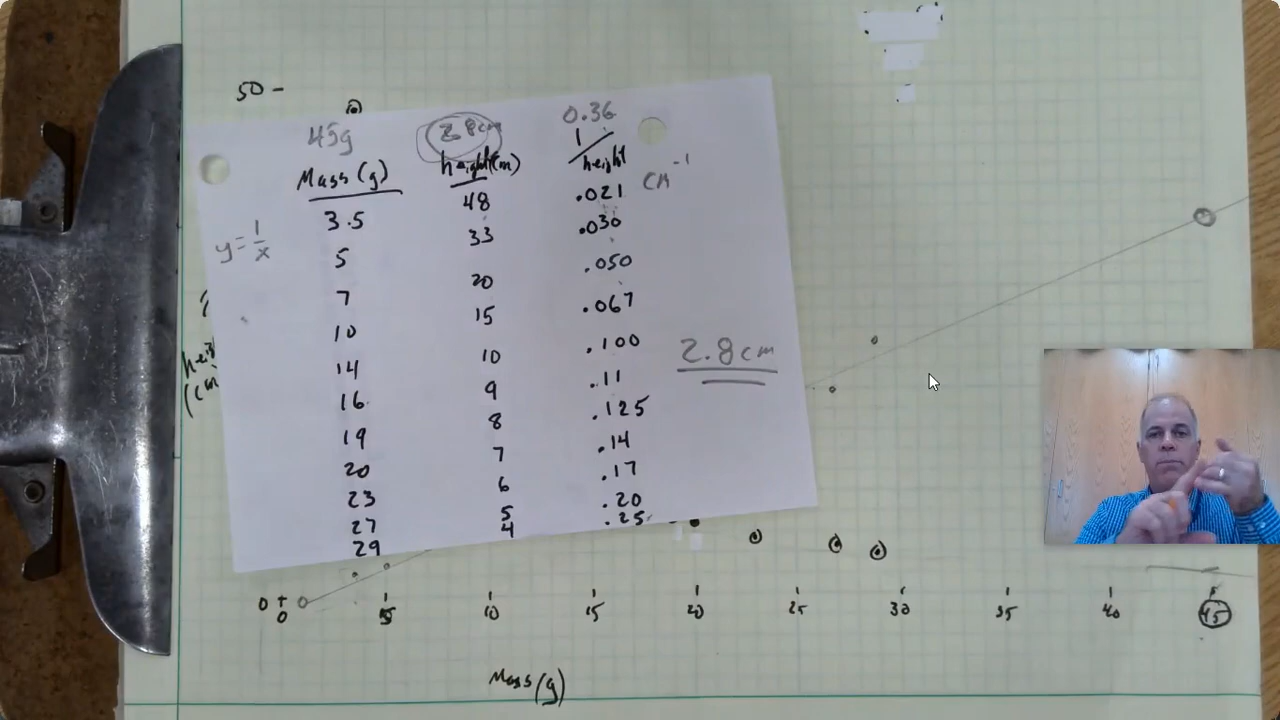 50 -
45g 2.8cm 0.36
Mass (g) height (cm) 1/height cm⁻¹
3.5 48 .021
5 33 .030
7 20 .050
10 15 .067
14 10 .100
16 9 .11
19 8 .125
20 7 .14
23 6 .17
27 5 .20
29 4 .25
y = 1/x
2.8cm
(cm
0
0 5 10 15 20 25 30 35 40 45
Mass (g)